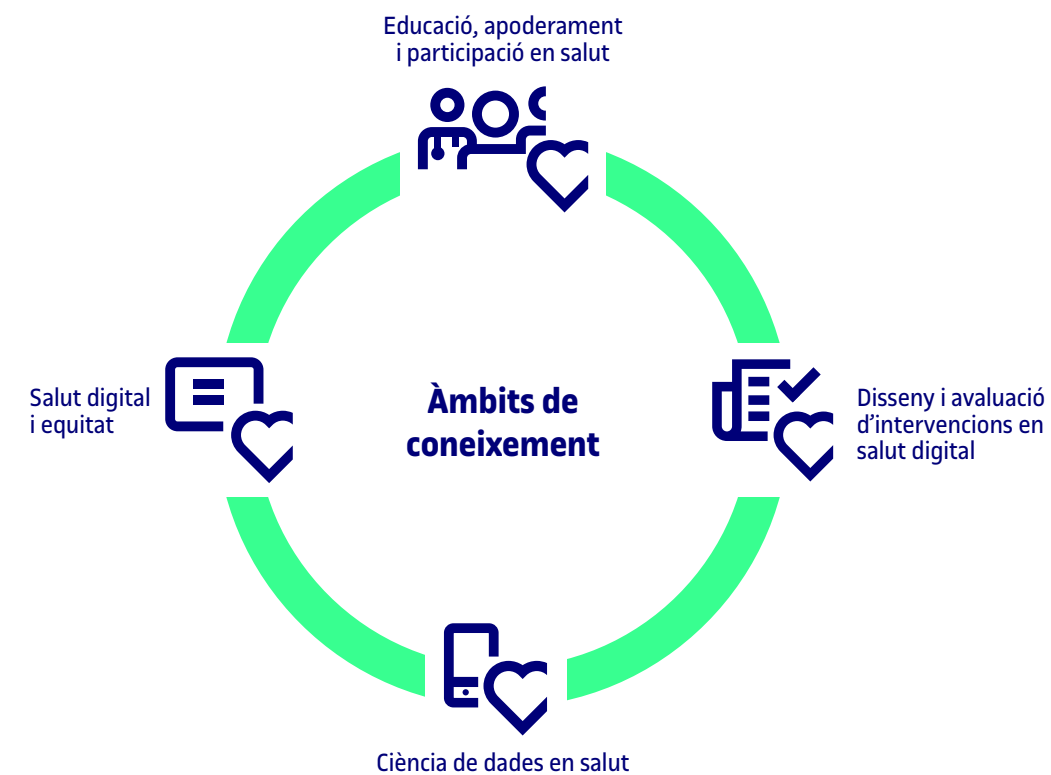 Educació, apoderament
i participació en salut
Salut digital
i equitat
Àmbits de
coneixement
Disseny i avaluació
d’intervencions en
salut digital
Ciència de dades en salut